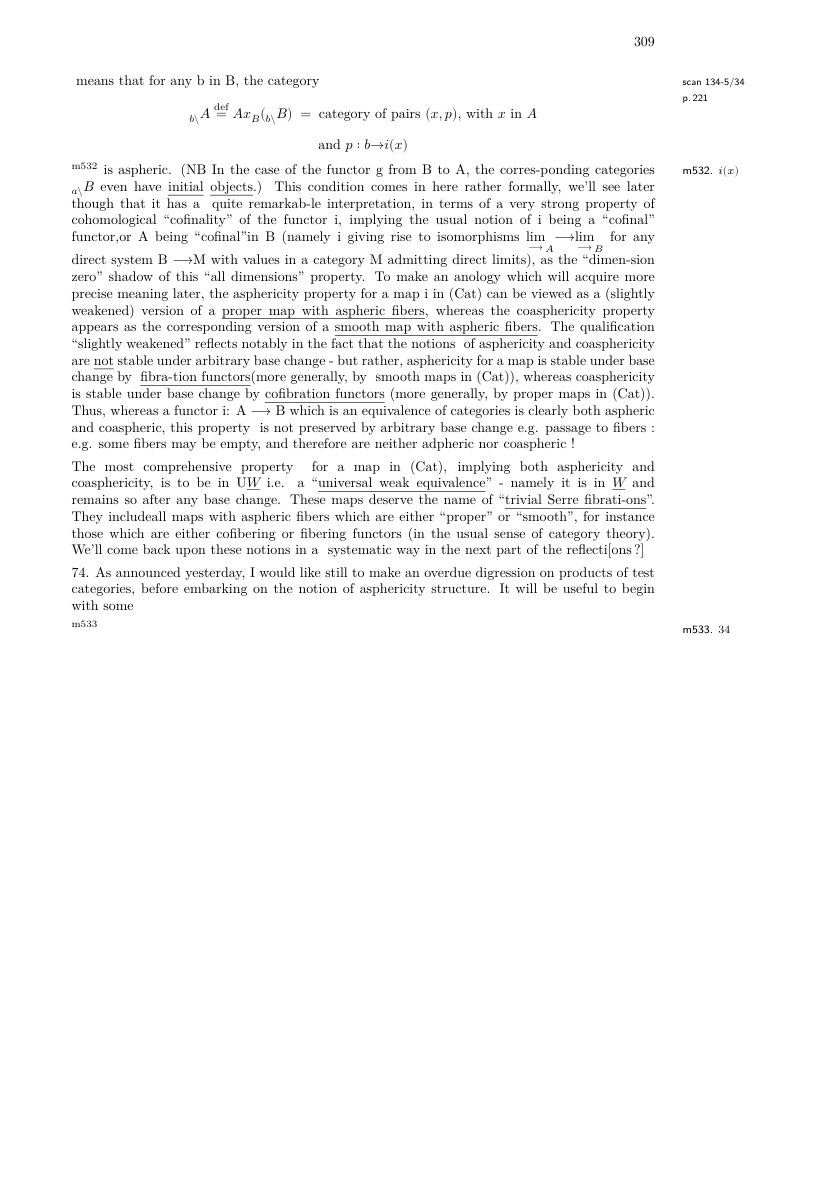 309
means that for any b in B, the category
scan 134-5/34
p. 221
b\A def= Ax_B(b\B) = category of pairs (x, p), with x in A
and p : b→i(x)
m532 is aspheric. (NB In the case of the functor g from B to A, the corres-ponding categories
m532. i(x)
a\B even have initial objects.) This condition comes in here rather formally, we'll see later
though that it has a quite remarkab-le interpretation, in terms of a very strong property of
cohomological “cofinality” of the functor i, implying the usual notion of i being a “cofinal”
functor,or A being “cofinal”in B (namely i giving rise to isomorphisms lim→A ⟶lim→B for any
direct system B ⟶M with values in a category M admitting direct limits), as the “dimen-sion
zero” shadow of this “all dimensions” property. To make an anology which will acquire more
precise meaning later, the asphericity property for a map i in (Cat) can be viewed as a (slightly
weakened) version of a proper map with aspheric fibers, whereas the coasphericity property
appears as the corresponding version of a smooth map with aspheric fibers. The qualification
“slightly weakened” reflects notably in the fact that the notions of asphericity and coasphericity
are not stable under arbitrary base change - but rather, asphericity for a map is stable under base
change by fibra-tion functors(more generally, by smooth maps in (Cat)), whereas coasphericity
is stable under base change by cofibration functors (more generally, by proper maps in (Cat)).
Thus, whereas a functor i: A ⟶ B which is an equivalence of categories is clearly both aspheric
and coaspheric, this property is not preserved by arbitrary base change e.g. passage to fibers :
e.g. some fibers may be empty, and therefore are neither adpheric nor coaspheric !
The most comprehensive property for a map in (Cat), implying both asphericity and
coasphericity, is to be in UW i.e. a “universal weak equivalence” - namely it is in W and
remains so after any base change. These maps deserve the name of “trivial Serre fibrati-ons”.
They includeall maps with aspheric fibers which are either “proper” or “smooth”, for instance
those which are either cofibering or fibering functors (in the usual sense of category theory).
We'll come back upon these notions in a systematic way in the next part of the reflecti[ons ?]
74. As announced yesterday, I would like still to make an overdue digression on products of test
categories, before embarking on the notion of asphericity structure. It will be useful to begin
with some
m533
m533. 34